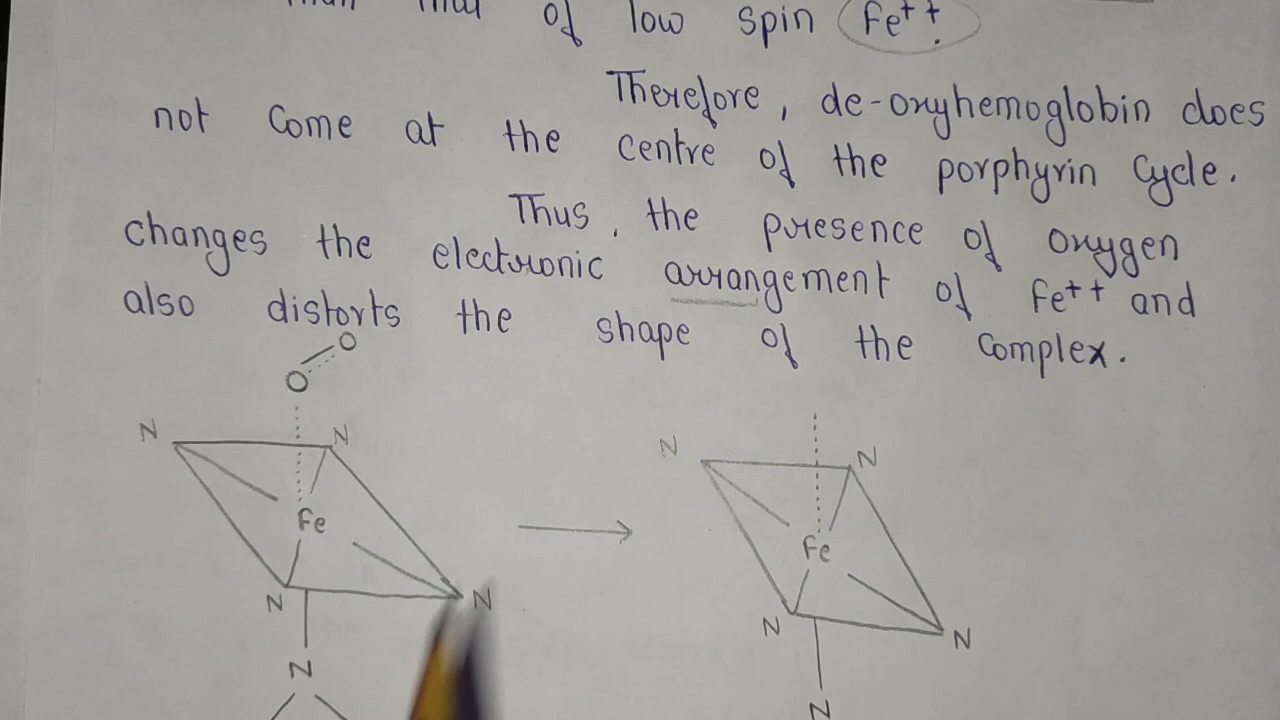 of low spin Fe++.
Therefore, de-oxyhemoglobin does
not come at the centre of the porphyrin cycle.
Thus, the presence of oxygen
changes the electronic arrangement of Fe++ and
also distorts the shape of the complex.
O O
N N N N
Fe Fe
N N N N
N N